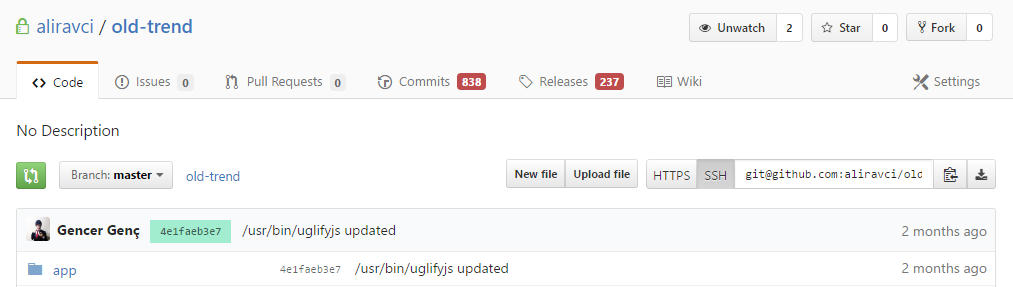 aliravci / old-trend
Unwatch 2 Star 0 Fork 0
Code Issues 0 Pull Requests 0 Commits 838 Releases 237 Wiki Settings
No Description
Branch: master old-trend New file Upload file HTTPS SSH git@github.com:aliravci/old
Gencer Genç 4e1faeb3e7 /usr/bin/uglifyjs updated 2 months ago
app 4e1faeb3e7 /usr/bin/uglifyjs updated 2 months ago